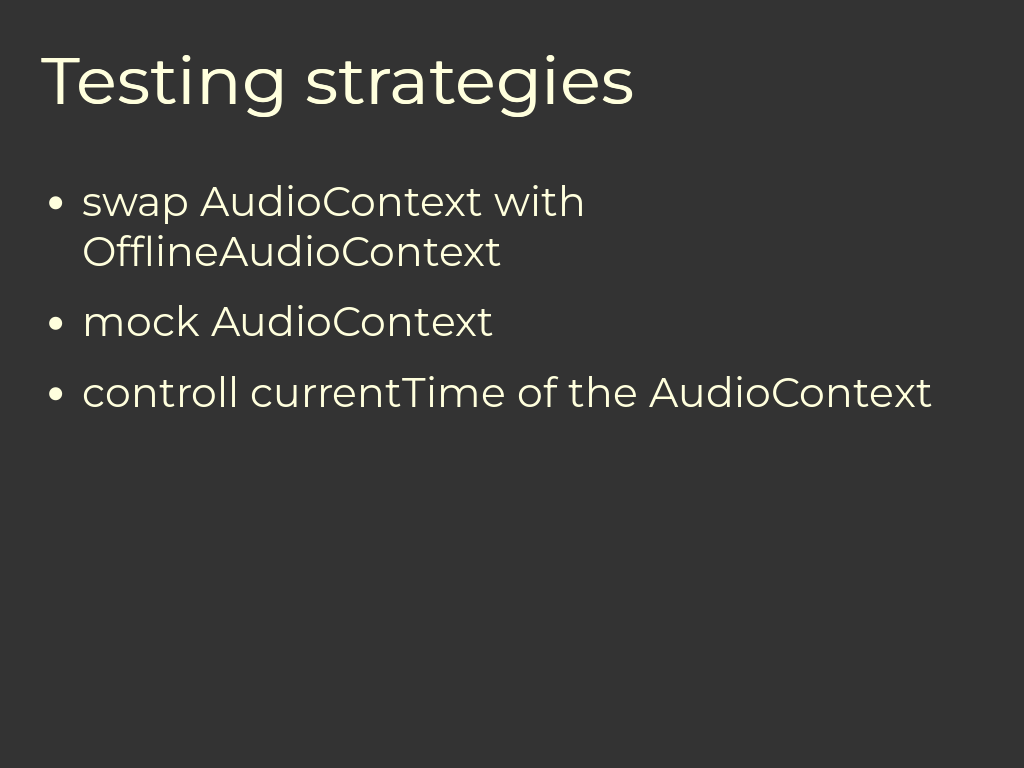 Testing strategies
• swap AudioContext with
OfflineAudioContext
• mock AudioContext
• controll currentTime of the AudioContext